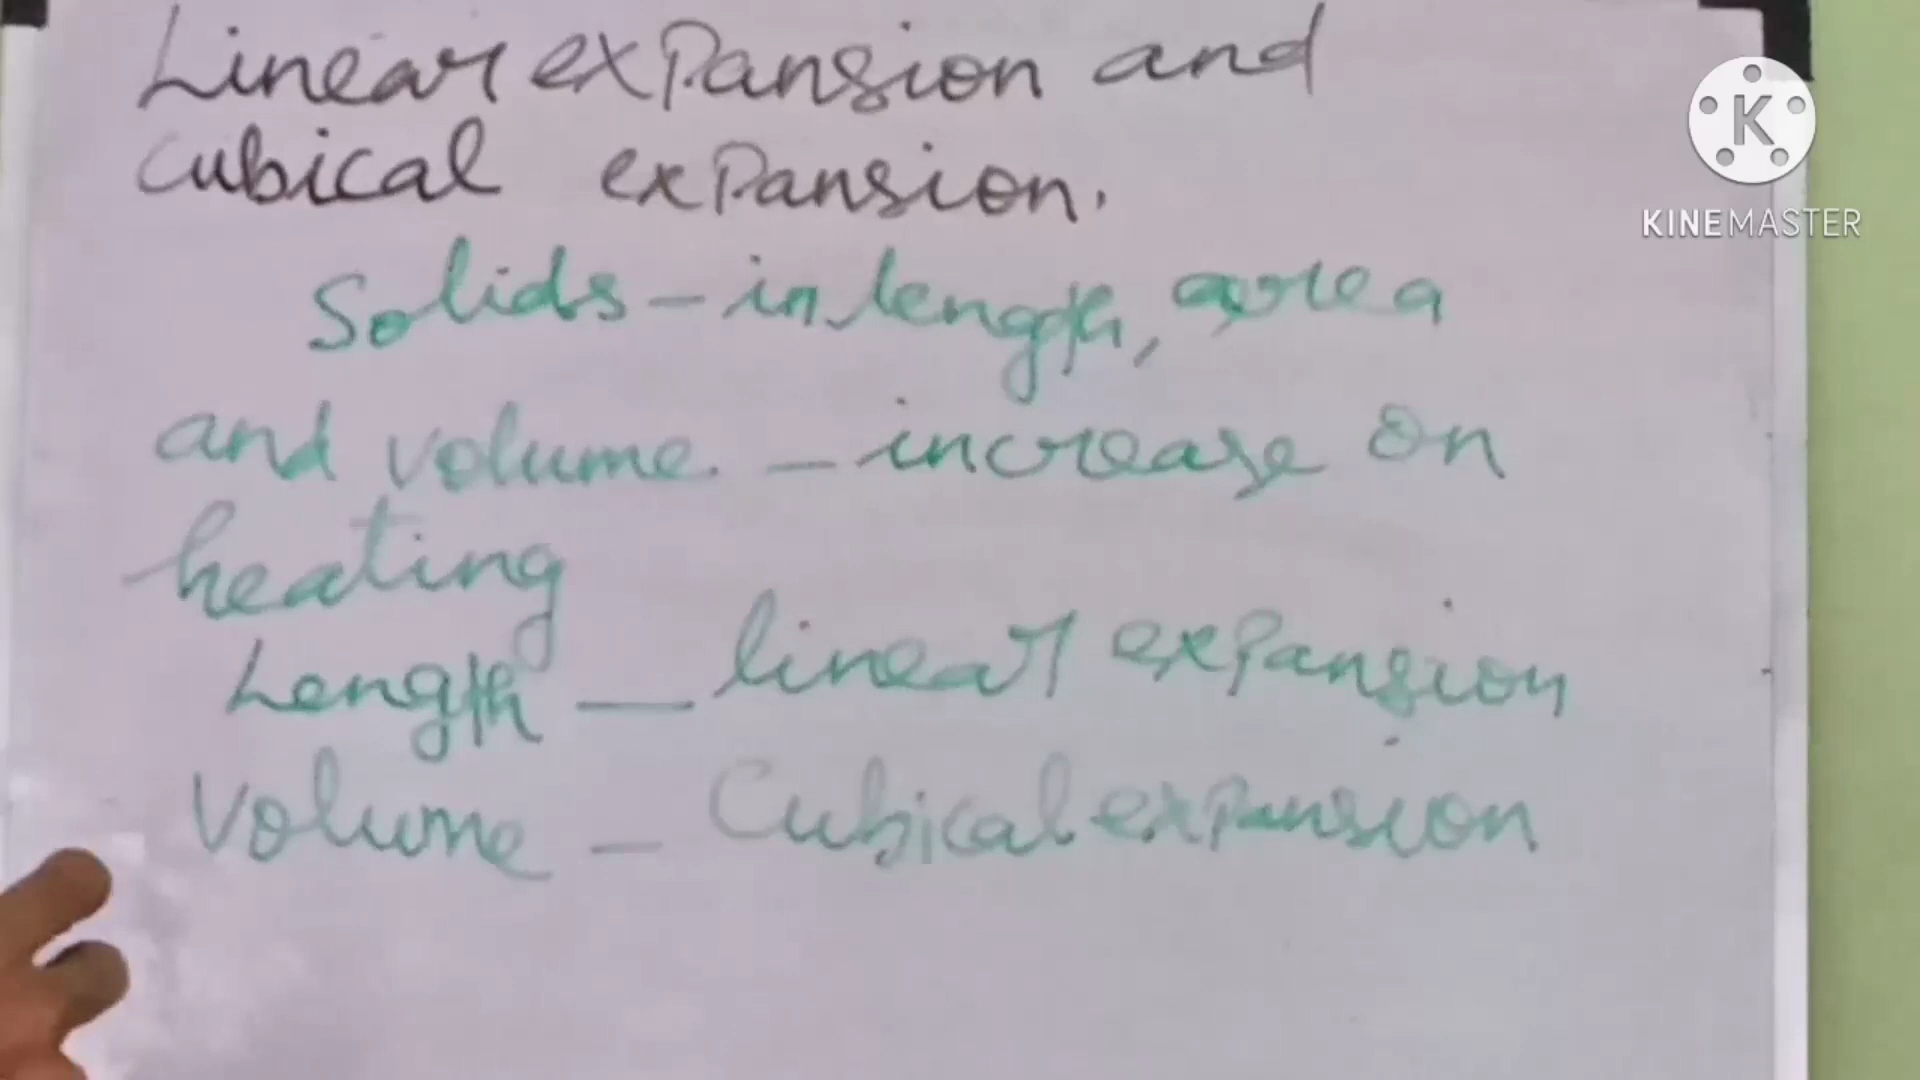 Linear expansion and
K
cubical expansion.
KINEMASTER
Solids - in length, area
and volume. - increase on
heating
Length - linear expansion
Volume - Cubical expansion